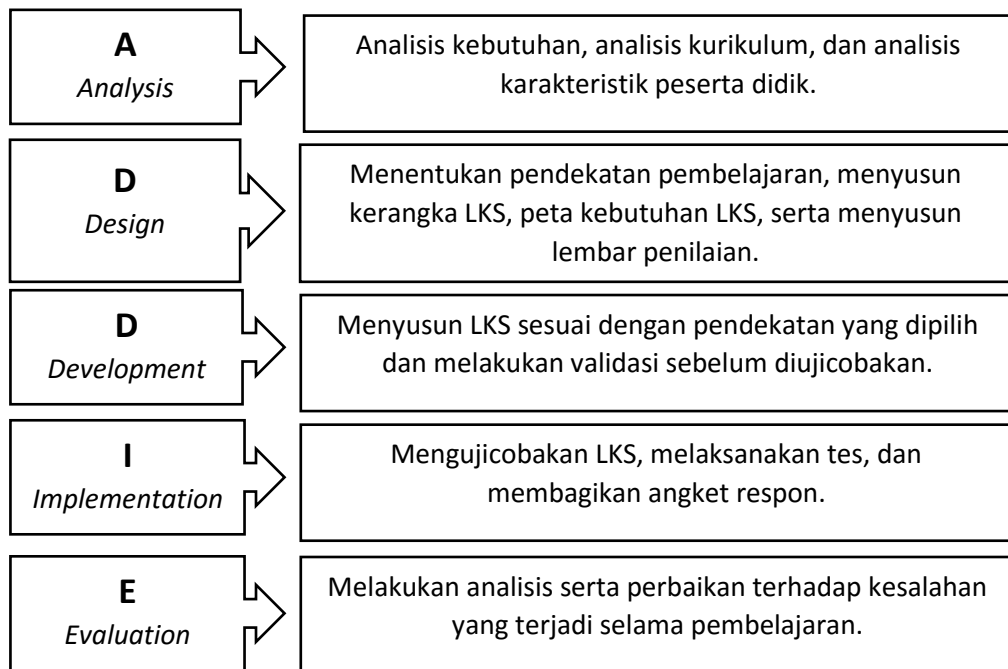 A
Analysis
Analisis kebutuhan, analisis kurikulum, dan analisis
karakteristik peserta didik.
D
Design
Menentukan pendekatan pembelajaran, menyusun
kerangka LKS, peta kebutuhan LKS, serta menyusun
lembar penilaian.
D
Development
Menyusun LKS sesuai dengan pendekatan yang dipilih
dan melakukan validasi sebelum diujicobakan.
I
Implementation
Mengujicobakan LKS, melaksanakan tes, dan
membagikan angket respon.
E
Evaluation
Melakukan analisis serta perbaikan terhadap kesalahan
yang terjadi selama pembelajaran.